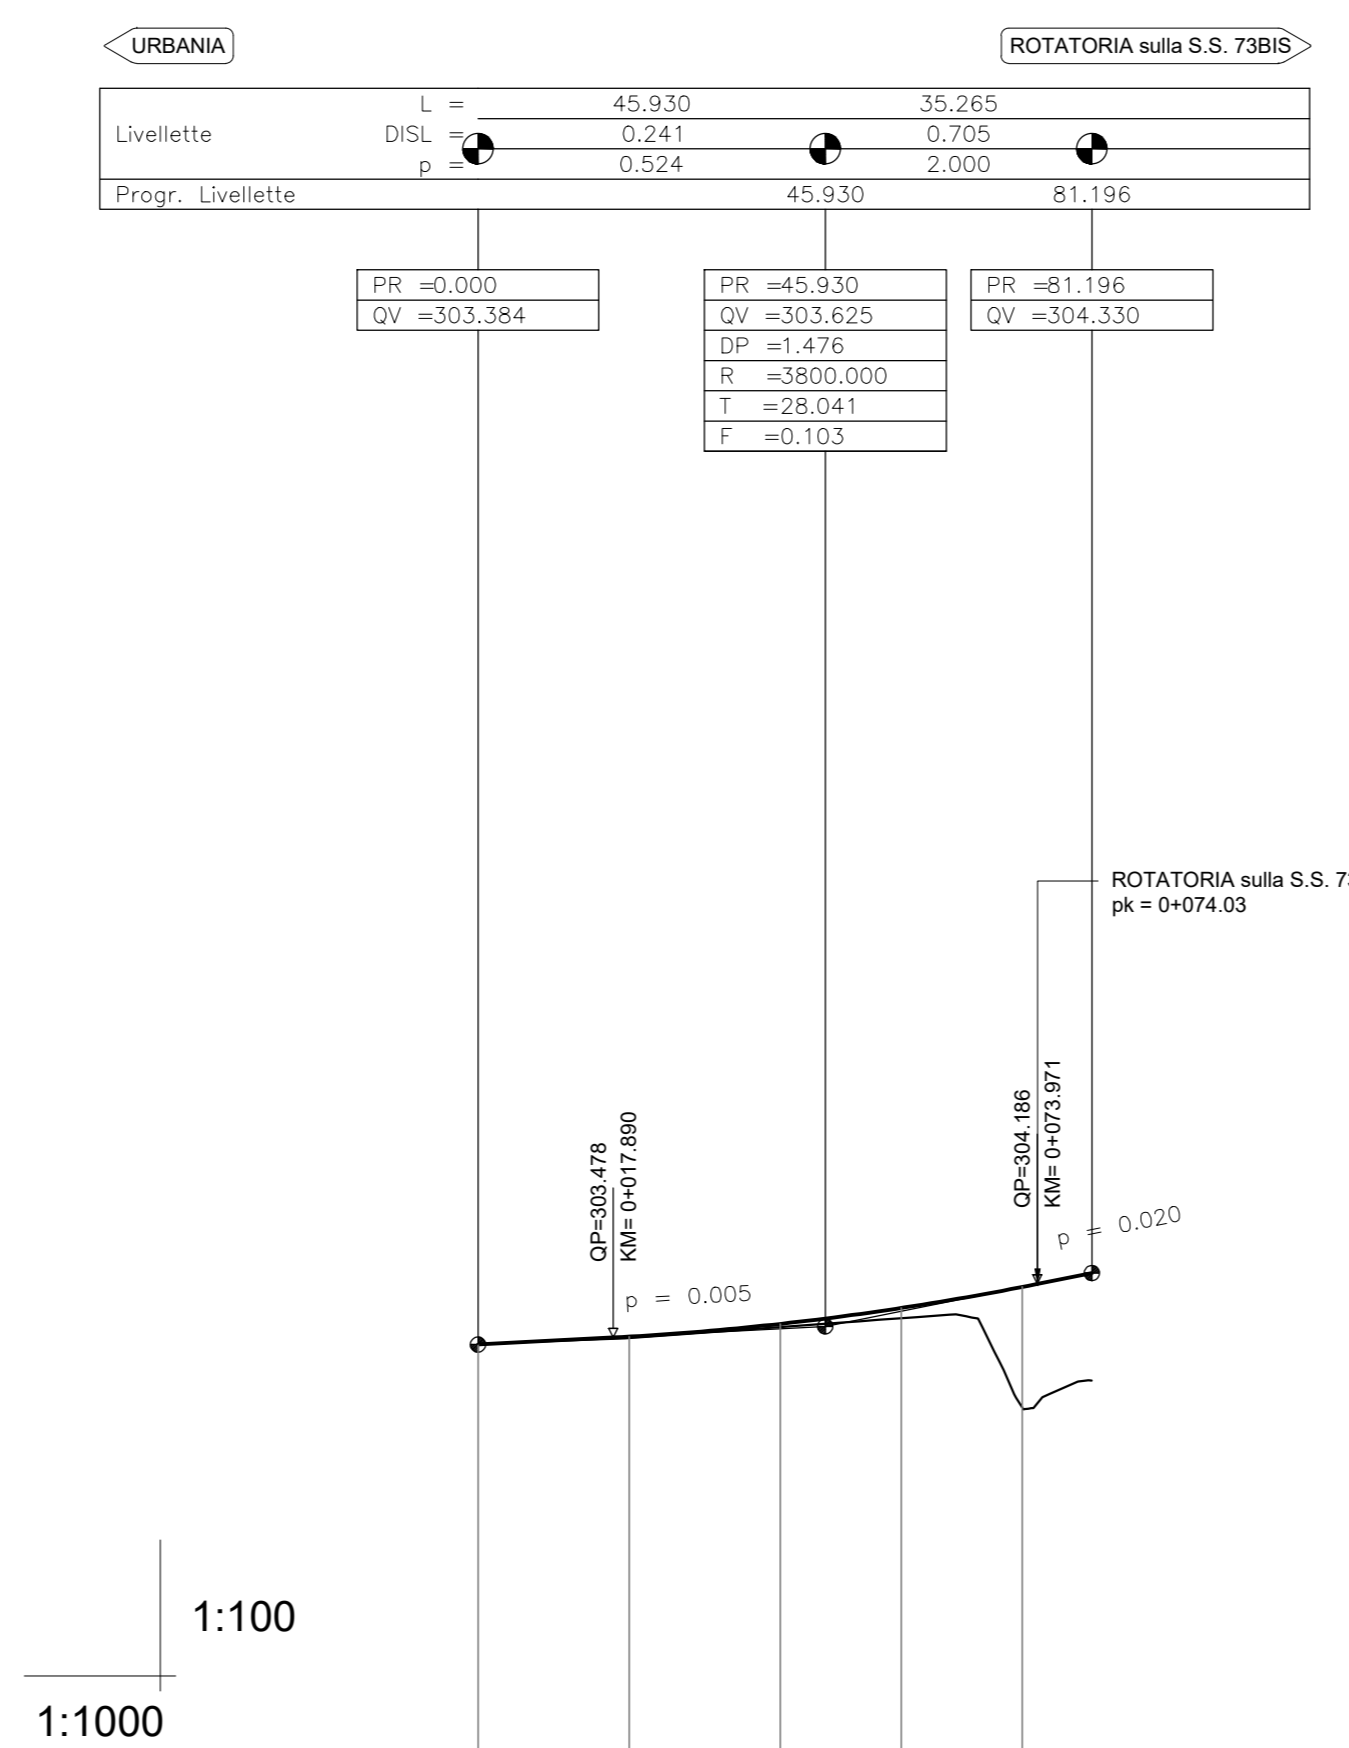 URBANIA
ROTATORIA sulla S.S. 73BIS
L = 45.930 35.265
Livellette DISL = 0.241 0.705
p = 0.524 2.000
Progr. Livellette 45.930 81.196
PR =0.000
QV =303.384
PR =45.930
QV =303.625
DP =1.476
R =3800.000
T =28.041
F =0.103
PR =81.196
QV =304.330
ROTATORIA sulla S.S. 73
pk = 0+074.03
QP=303.478
KM= 0+017.890
QP=304.186
KM= 0+073.971
p = 0.005
p = 0.020
1:100
1:1000